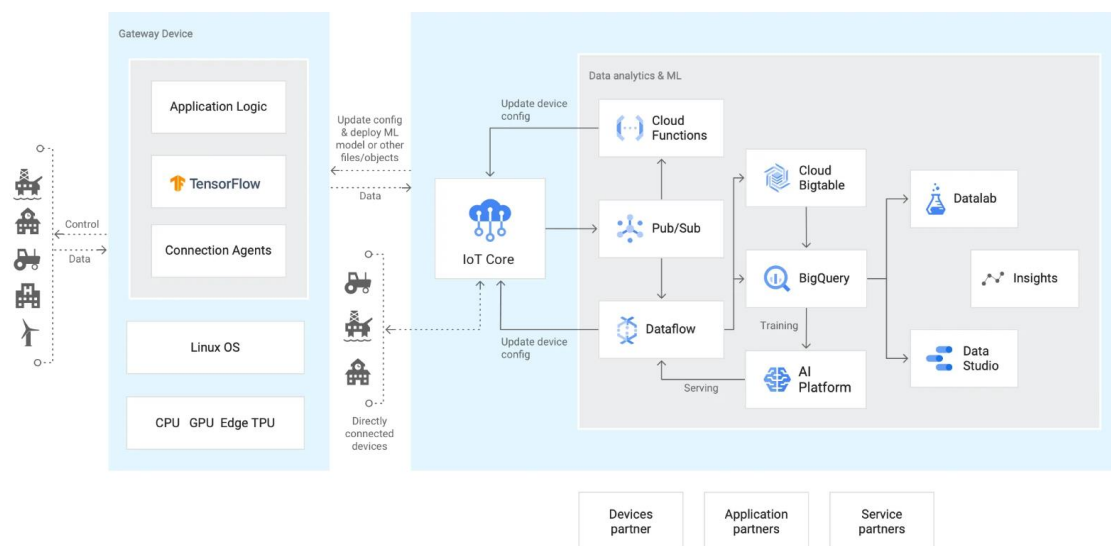 Gateway Device
Application Logic
TensorFlow
Connection Agents
Linux OS
CPU GPU Edge TPU
Control
Data
Update config
& deploy ML
model or other
files/objects
Data
Directly
connected
devices
IoT Core
Update device
config
Update device
config
Data analytics & ML
Cloud
Functions
Pub/Sub
Dataflow
Cloud
Bigtable
BigQuery
Training
AI
Platform
Serving
Datalab
Insights
Data
Studio
Devices
partner
Application
partners
Service
partners